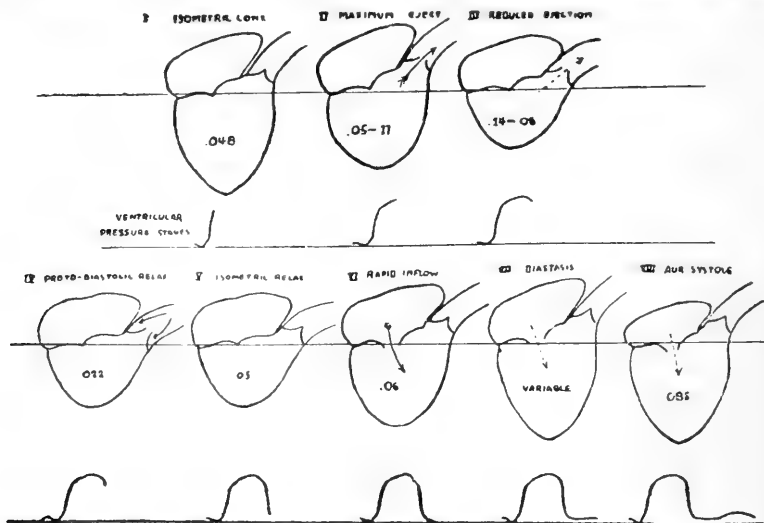 I ISOMETRIC CONT
II MAXIMUM EJECT
III REDUCED EJECTION
.048
.05-11
.14-08
VENTRICULAR
PRESSURE STAGES
IV PROTO-DIASTOLIC RELAX
V ISOMETRIC RELAX
VI RAPID INFLOW
VII DIASTASIS
VIII AUR SYSTOLE
022
05
.06
VARIABLE